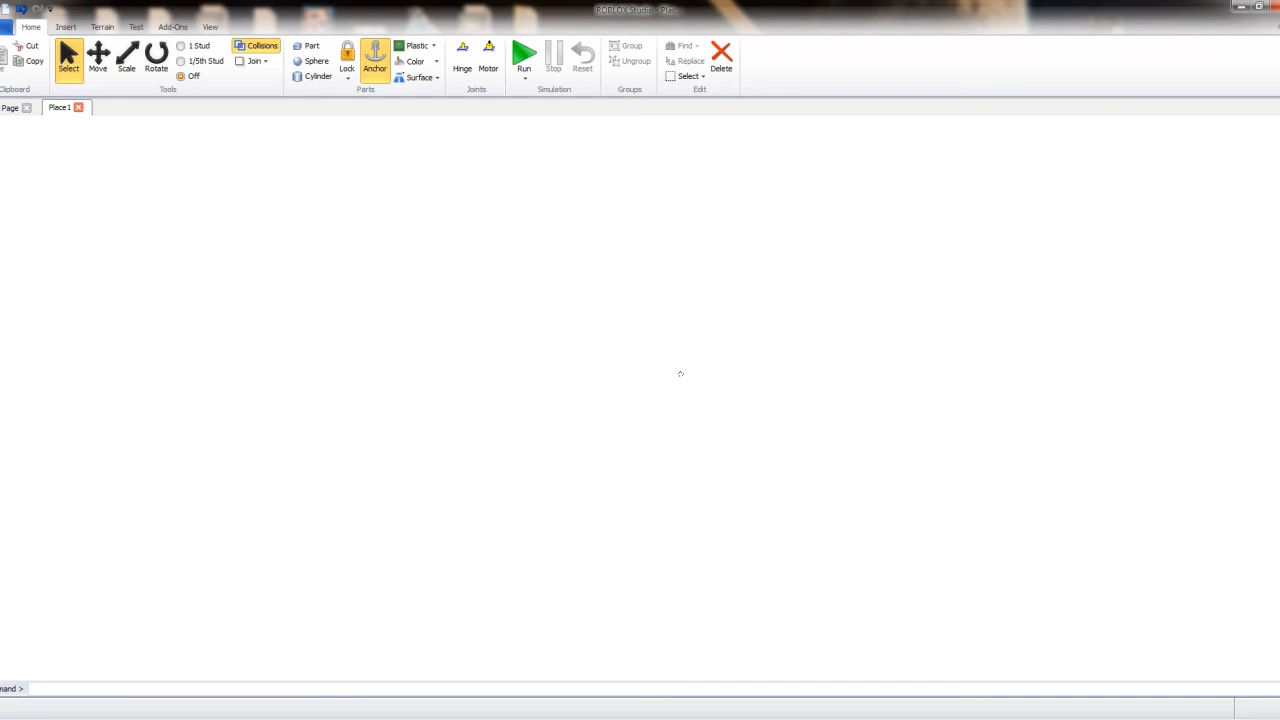 ROBLOX Studio - Place
Home Insert Terrain Test Add-Ons View
Cut
Copy
Clipboard
Select Move Scale Rotate
1 Stud
1/5th Stud
Off
Collisions
Join
Tools
Part
Sphere
Cylinder
Lock
Anchor
Plastic
Color
Surface
Parts
Hinge Motor
Joints
Run Stop Reset
Simulation
Group
Ungroup
Groups
Find
Replace
Select
Delete
Edit
Page Place1
mand >